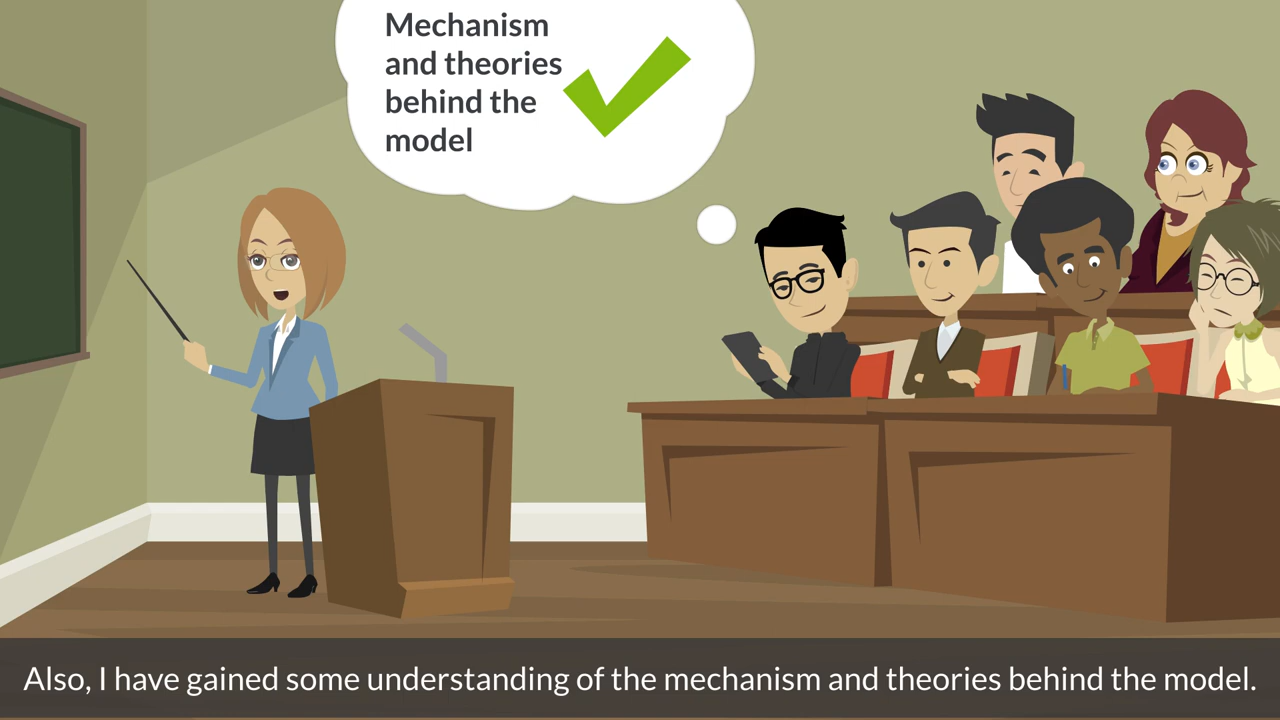 Mechanism
and theories
behind the
model
Also, I have gained some understanding of the mechanism and theories behind the model.